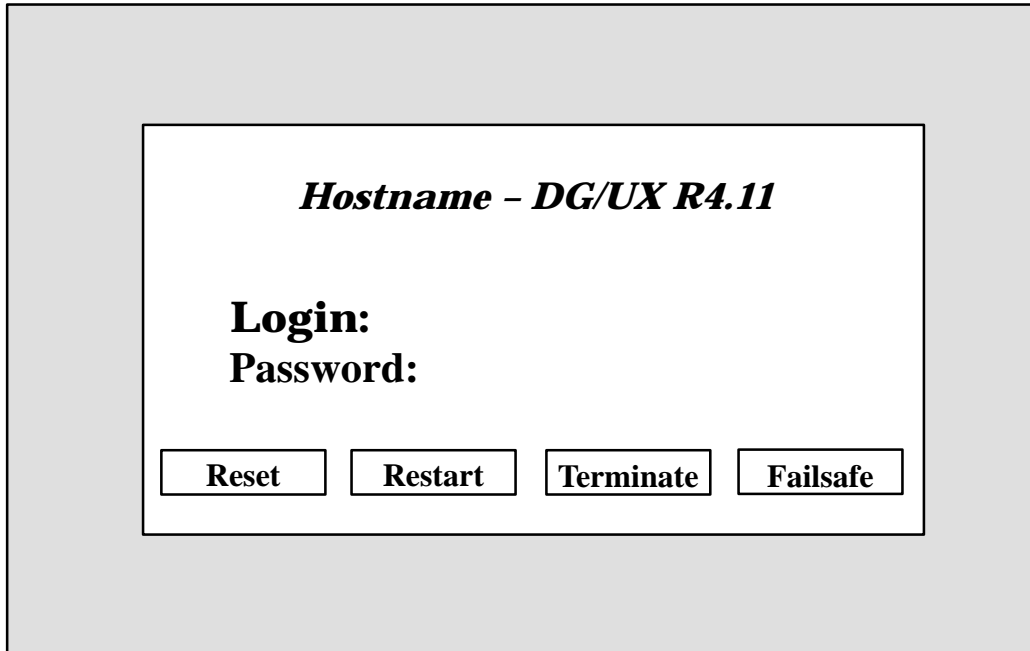 Hostname – DG/UX R4.11
Login:
Password:
Reset Restart Terminate Failsafe